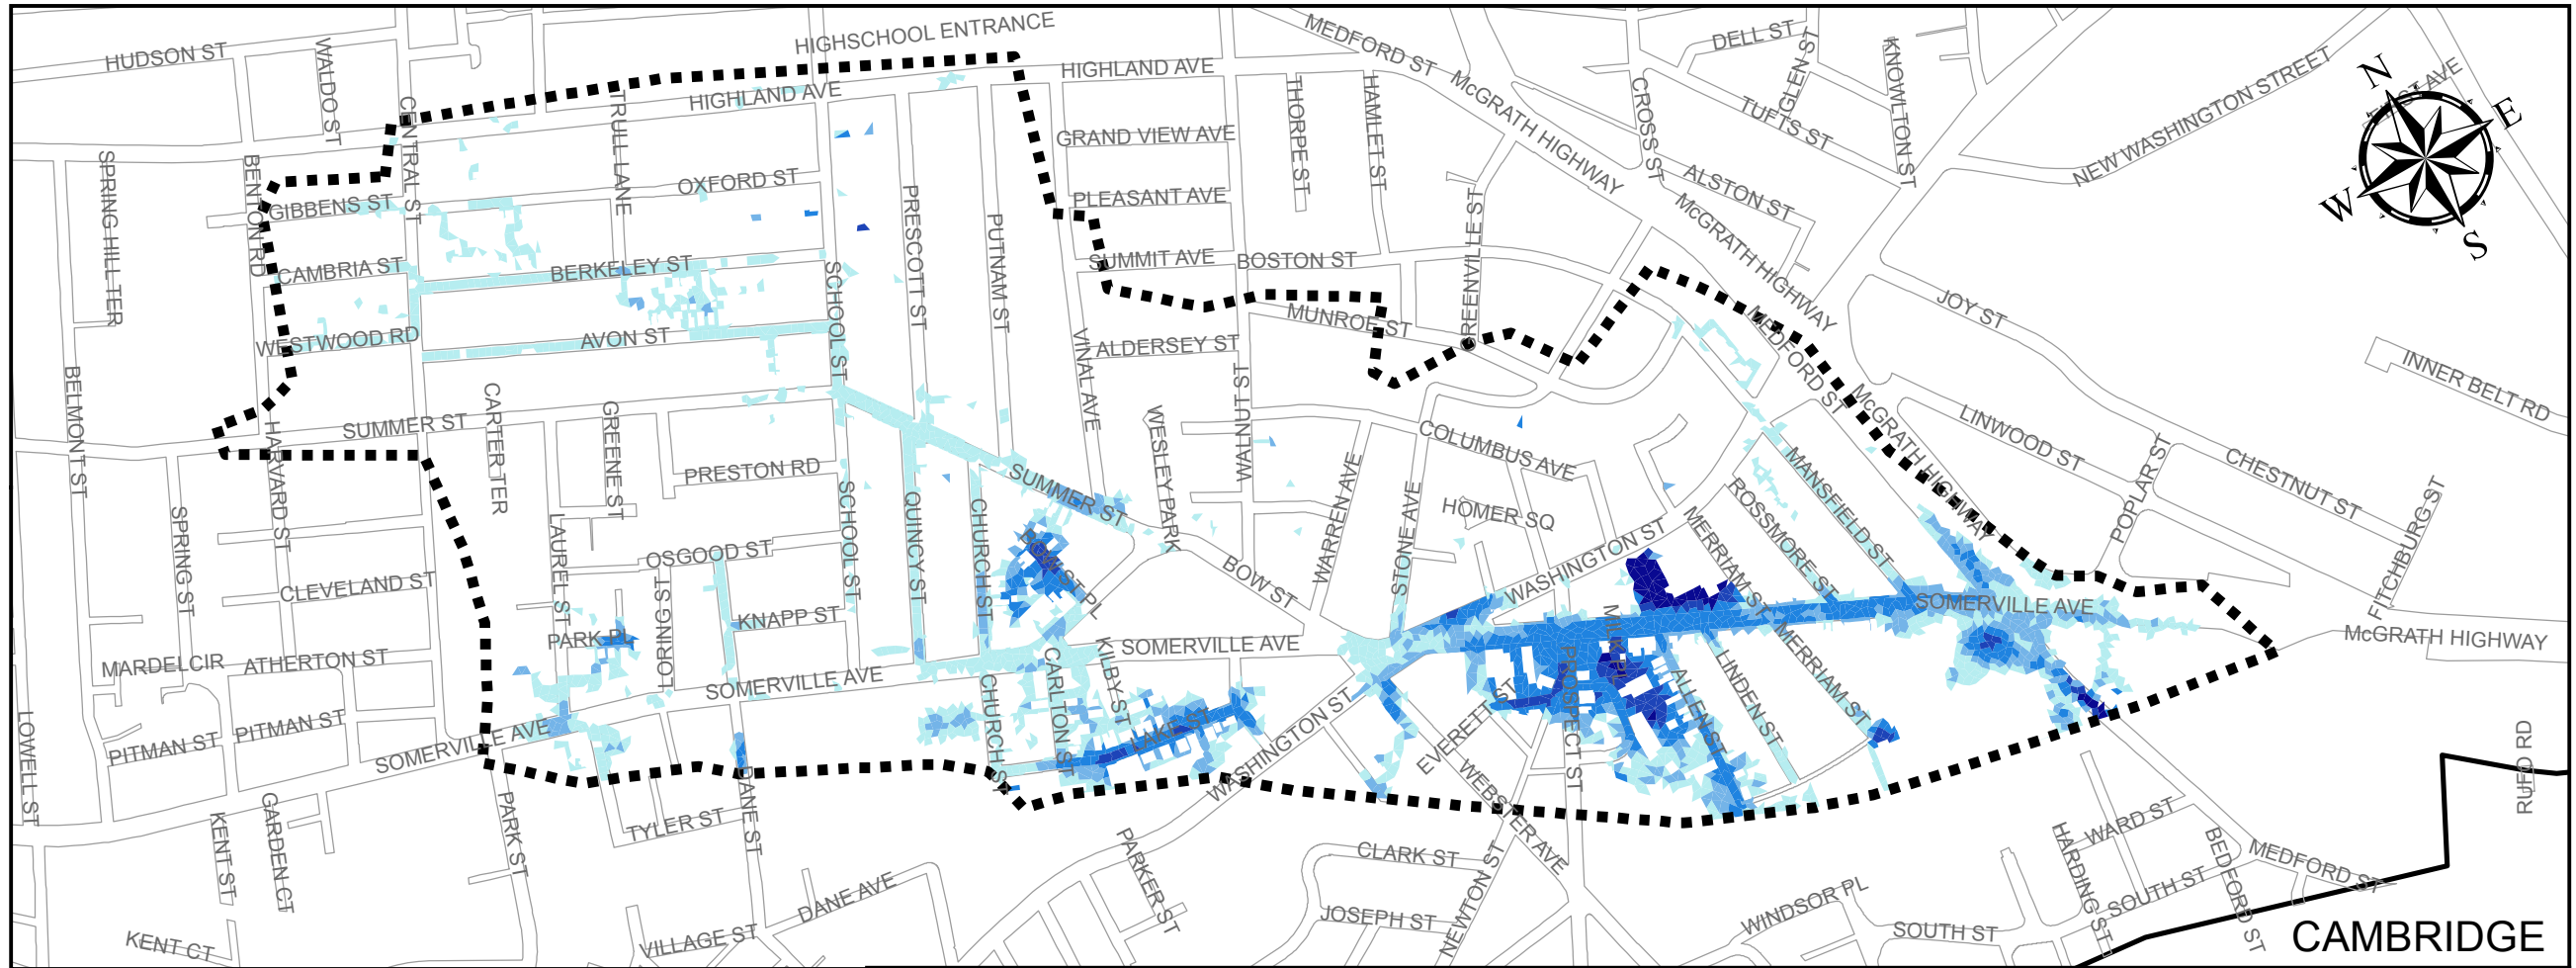 HIGHSCHOOL ENTRANCE
MEDFORD ST
DELL ST
HUDSON ST
WALDO ST
GLEN ST
KNOWLTON ST
NEW WASHINGTON STREET
N
E
W
S
HIGHLAND AVE
HIGHLAND AVE
McGRATH HIGHWAY
CROSS ST
TUFTS ST
CENTRAL ST
TRULL LANE
THORPE ST
HAMLET ST
GRAND VIEW AVE
SPRING HILL TER
BENTON RD
OXFORD ST
PRESCOTT ST
PUTNAM ST
PLEASANT AVE
ALSTON ST
McGRATH HIGHWAY
GIBBENS ST
CAMBRIA ST
BERKELEY ST
SCHOOL ST
SUMMIT AVE
BOSTON ST
GREENVILLE ST
JOY ST
MUNROE ST
MEDFORD ST
WESTWOOD RD
AVON ST
VINAL AVE
ALDERSEY ST
INNER BELT RD
BELMONT ST
WALNUT ST
McGRATH HIGHWAY
LINWOOD ST
SUMMER ST
HARVARD ST
CARTER TER
GREENE ST
WESLEY PARK
COLUMBUS AVE
POPLAR ST
CHESTNUT ST
PRESTON RD
SUMMER ST
WARREN AVE
STONE AVE
HOMER SQ
MANSFIELD ST
ROSSMORE ST
FITCHBURG ST
SPRING ST
LAUREL ST
SCHOOL ST
QUINCY ST
CHURCH ST
WASHINGTON ST
MERRIAM ST
OSGOOD ST
BOW ST PL
BOW ST
CLEVELAND ST
LORING ST
KNAPP ST
MILK PL
SOMERVILLE AVE
PARK PL
MARDELCIR
ATHERTON ST
KILBY ST
SOMERVILLE AVE
McGRATH HIGHWAY
SOMERVILLE AVE
CHURCH ST
CARLTON ST
PROSPECT ST
ALLEN ST
LINDEN ST
MERRIAM ST
LOWELL ST
PITMAN ST
PITMAN ST
SOMERVILLE AVE
LAKE ST
WASHINGTON ST
EVERETT ST
WEBSTER AVE
RUFO RD
KENT ST
GARDEN CT
PARK ST
TYLER ST
DANE ST
PARKER ST
CLARK ST
NEWTON ST
WARD ST
HARDING ST
BEDFORD ST
MEDFORD ST
KENT CT
VILLAGE ST
DANE AVE
JOSEPH ST
WINDSOR PL
SOUTH ST
SOUTH ST
CAMBRIDGE